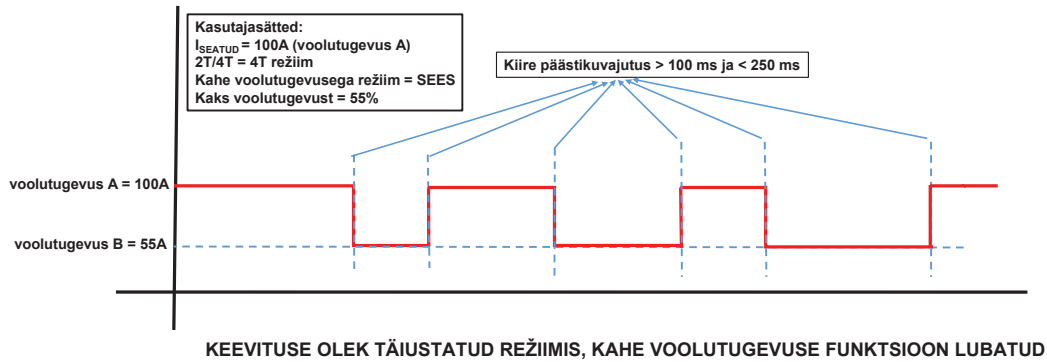 Kasutajasätted:
ISEATUD = 100A (voolutugevus A)
2T/4T = 4T režiim
Kahe voolutugevusega režiim = SEES
Kaks voolutugevust = 55%
Kiire päästikuvajutus > 100 ms ja < 250 ms
voolutugevus A = 100A
voolutugevus B = 55A
KEEVITUSE OLEK TÄIUSTATUD REŽIIMIS, KAHE VOOLUTUGEVUSE FUNKTSIOON LUBATUD